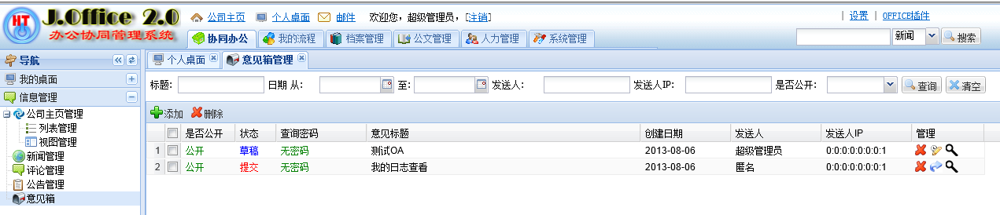 J.Office 2.0
HT
办公协同管理系统
公司主页 个人桌面 邮件 欢迎您，超级管理员，[注销]
| 设置 | OFFICE插件
协同办公 我的流程 档案管理 公文管理 人力管理 系统管理
新闻 搜索
导航
我的桌面
信息管理
公司主页管理
列表管理
视图管理
新闻管理
评论管理
公告管理
意见箱
个人桌面 意见箱管理
标题: 日期 从: 至: 发送人: 发送人IP: 是否公开: 查询 清空
添加 删除
是否公开 状态 查询密码 意见标题 创建日期 发送人 发送人IP 管理
1 公开 草稿 无密码 测试OA 2013-08-06 超级管理员 0:0:0:0:0:0:0:1
2 公开 提交 无密码 我的日志查看 2013-08-06 匿名 0:0:0:0:0:0:0:1